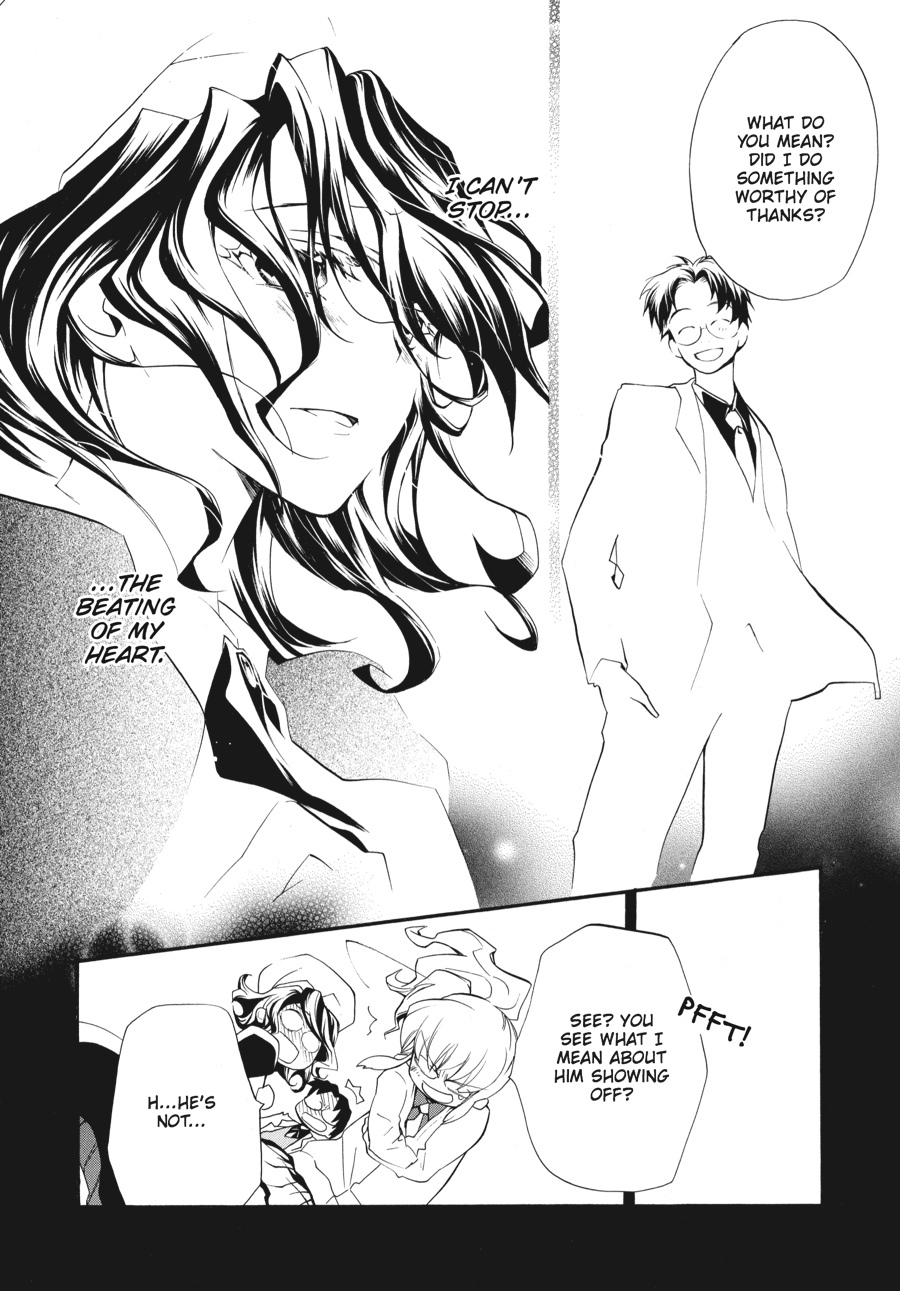 WHAT DO
YOU MEAN?
DID I DO
SOMETHING
WORTHY OF
THANKS?
I CAN'T
STOP...
...THE
BEATING
OF MY
HEART.
PFFT!
SEE? YOU
SEE WHAT I
MEAN ABOUT
HIM SHOWING
OFF?
H...HE'S
NOT...